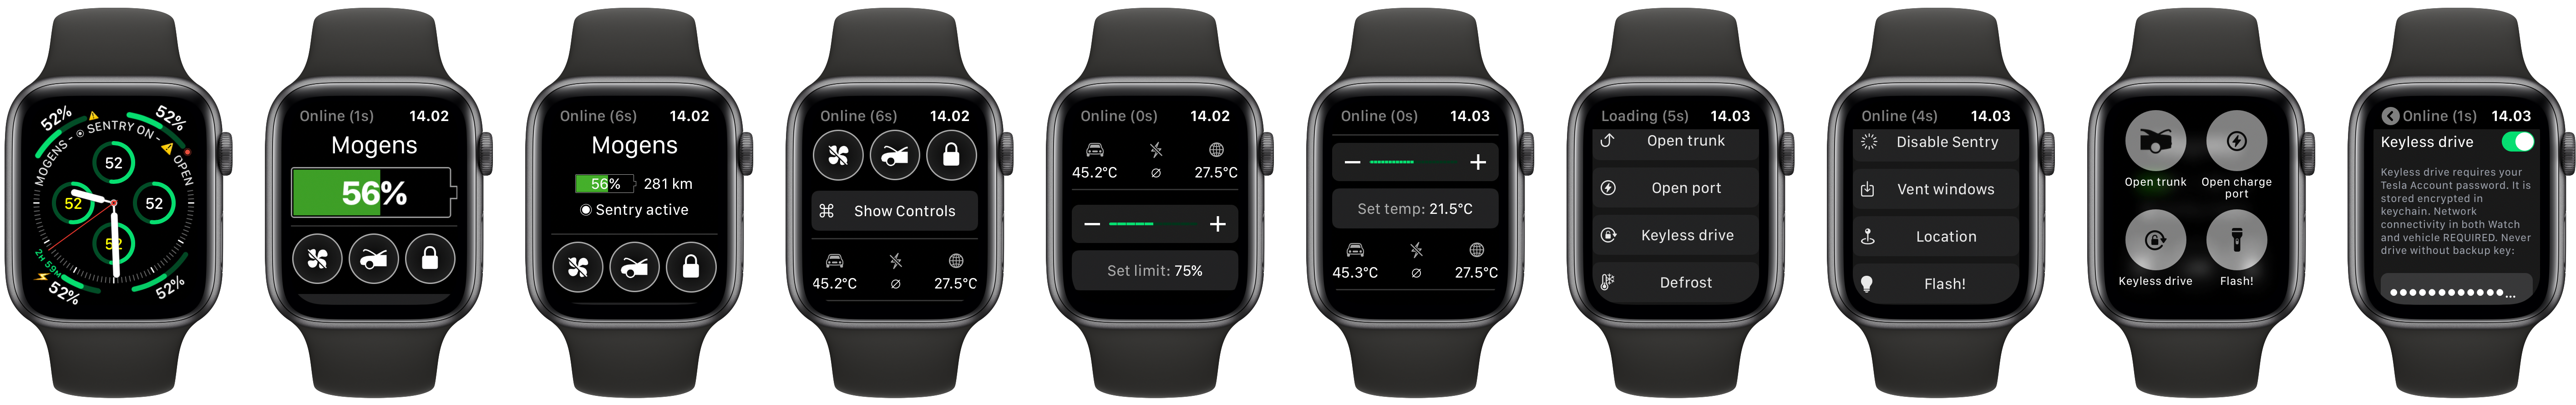 52%
52%
MOGENS - ⦿ SENTRY ON - ⚠ OPEN
52
52
52
52
2H 59M
52%
52%
Online (1s) 14.02
Mogens
56%
Online (6s) 14.02
Mogens
56% 281 km
Sentry active
Online (6s) 14.02
Show Controls
45.2°C ∅ 27.5°C
Online (0s) 14.02
45.2°C ∅ 27.5°C
− +
Set limit: 75%
Online (0s) 14.03
− +
Set temp: 21.5°C
45.3°C ∅ 27.5°C
Loading (5s) 14.03
Open trunk
Open port
Keyless drive
Defrost
Online (4s) 14.03
Disable Sentry
Vent windows
Location
Flash!
Open trunk
Open charge
port
Keyless drive
Flash!
Online (1s) 14.03
Keyless drive
Keyless drive requires your
Tesla Account password. It is
stored encrypted in
keychain. Network
connectivity in both Watch
and vehicle REQUIRED. Never
drive without backup key:
●●●●●●●●●●●●...